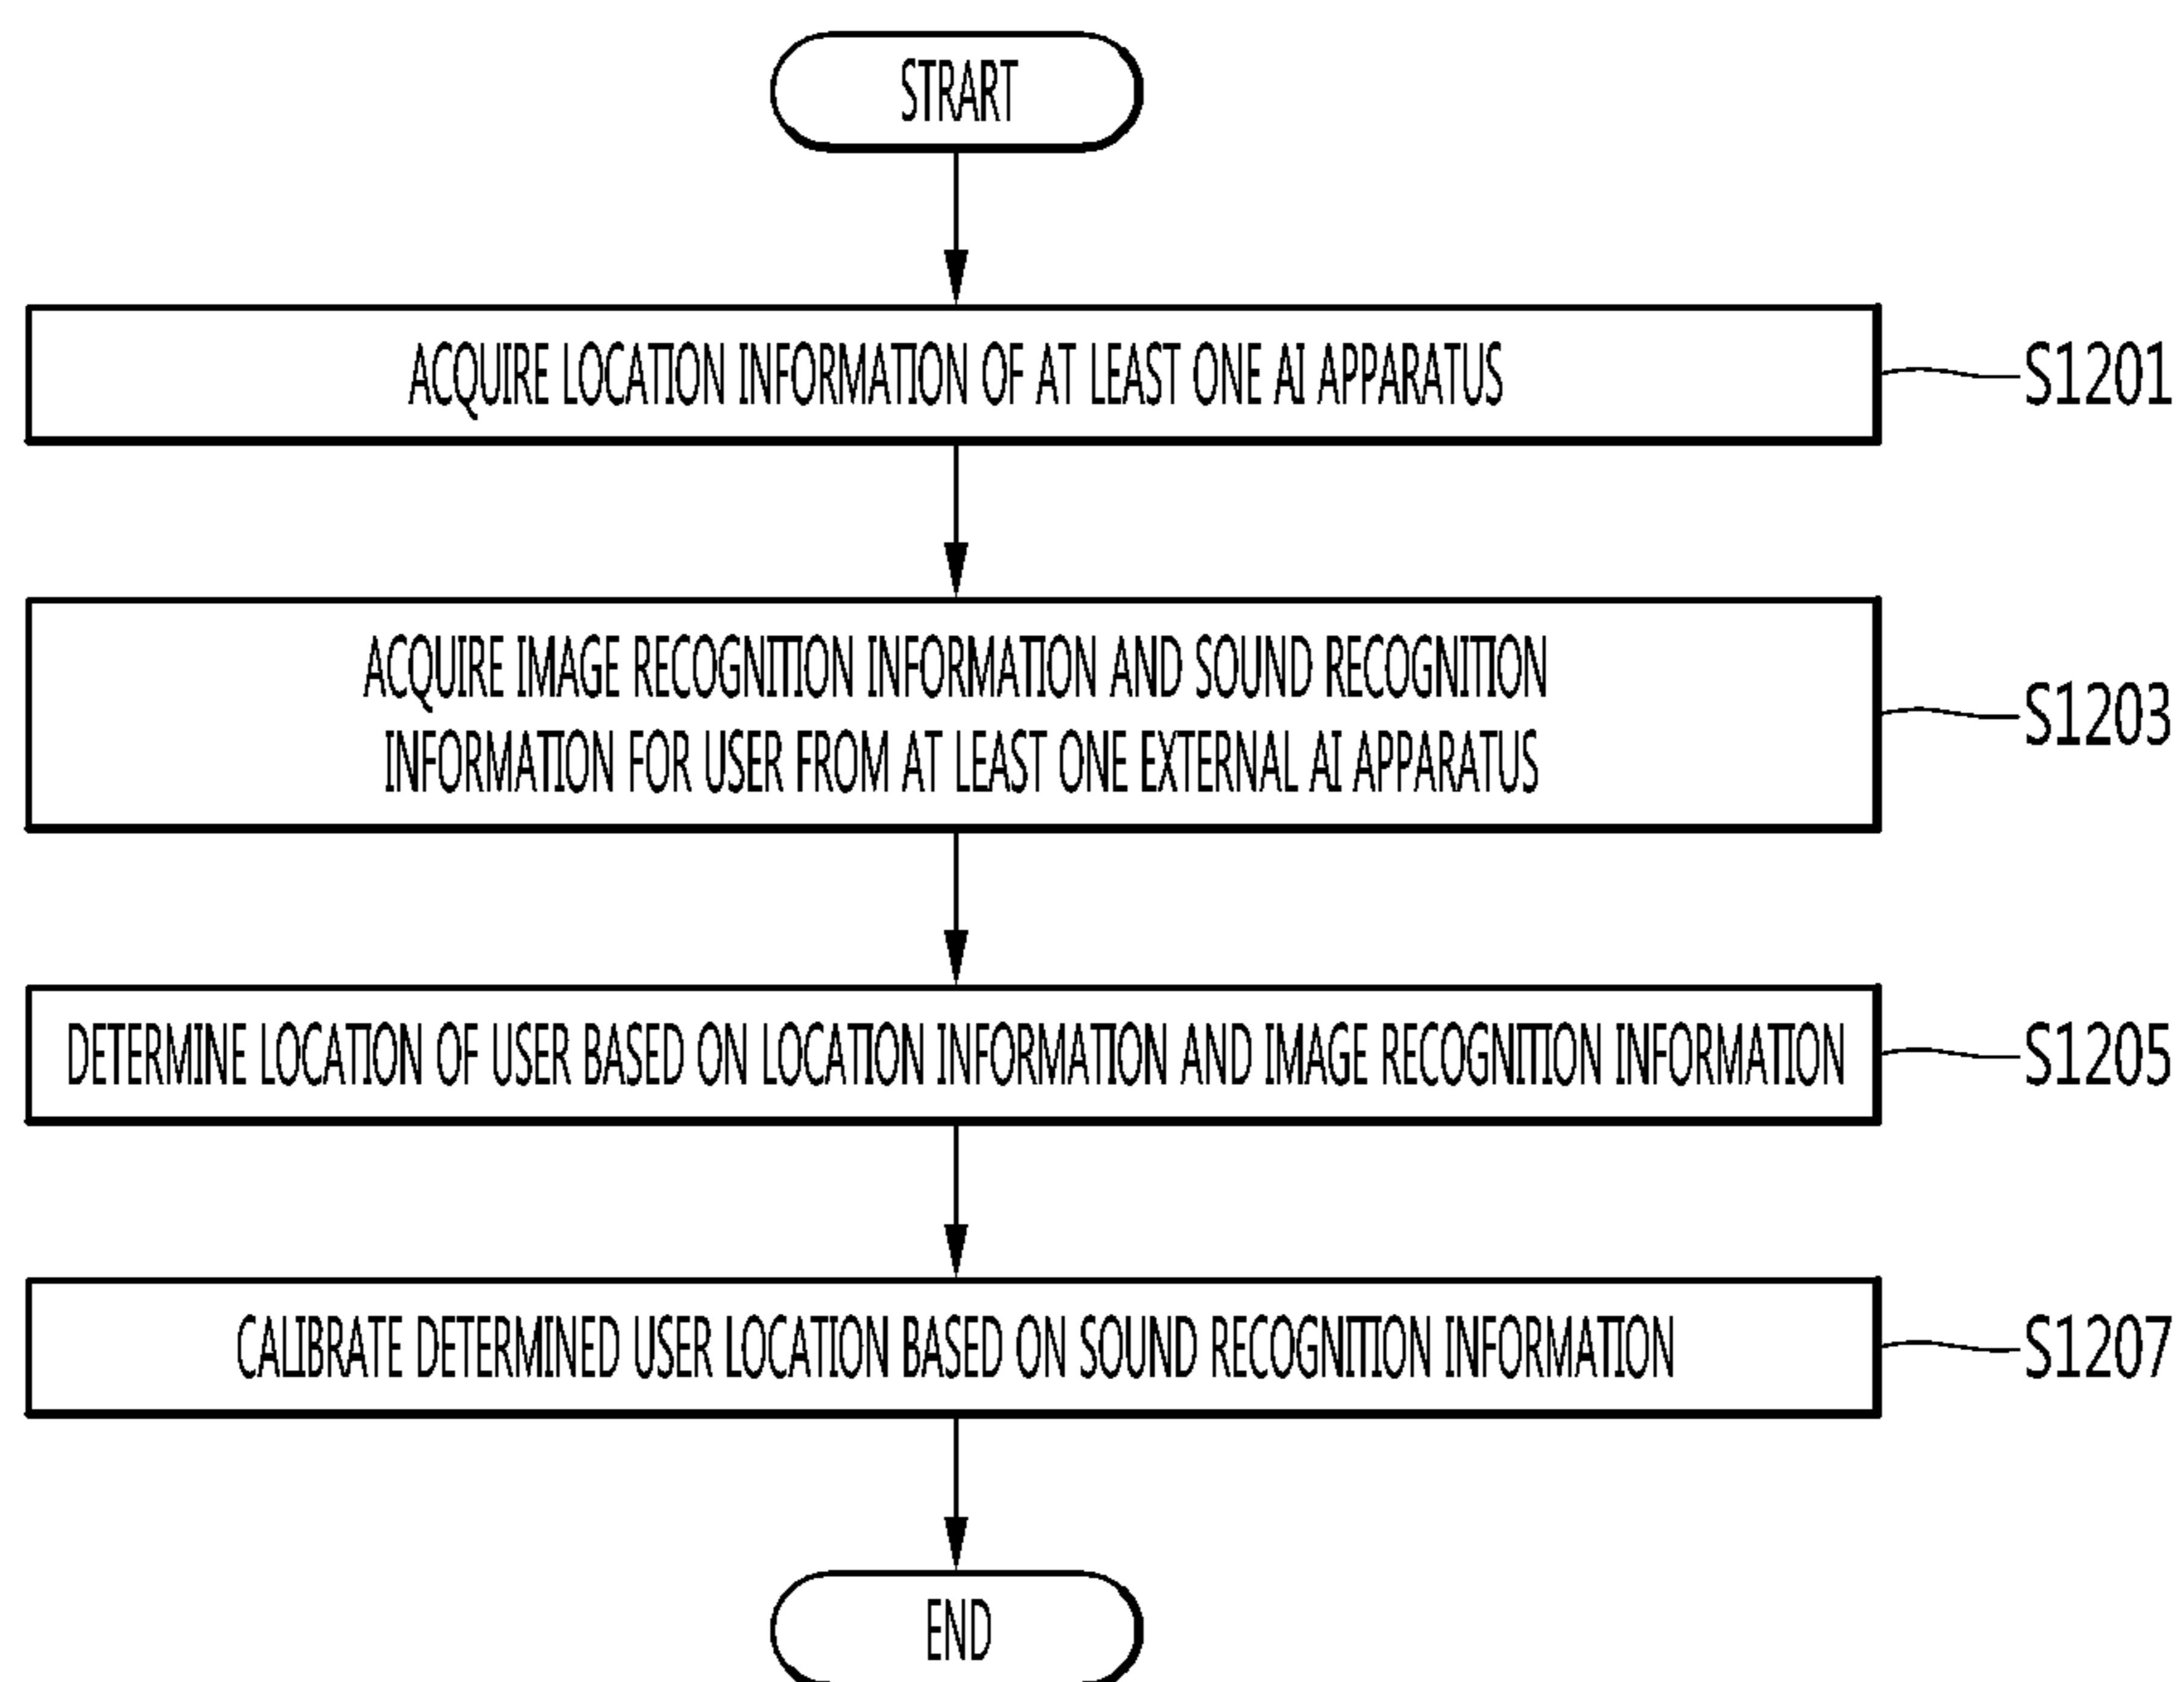 STRART
ACQUIRE LOCATION INFORMATION OF AT LEAST ONE AI APPARATUS
S1201
ACQUIRE IMAGE RECOGNITION INFORMATION AND SOUND RECOGNITION
INFORMATION FOR USER FROM AT LEAST ONE EXTERNAL AI APPARATUS
S1203
DETERMINE LOCATION OF USER BASED ON LOCATION INFORMATION AND IMAGE RECOGNITION INFORMATION
S1205
CALIBRATE DETERMINED USER LOCATION BASED ON SOUND RECOGNITION INFORMATION
S1207
END